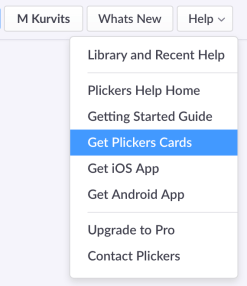 M Kurvits Whats New Help
Library and Recent Help
Plickers Help Home
Getting Started Guide
Get Plickers Cards
Get iOS App
Get Android App
Upgrade to Pro
Contact Plickers